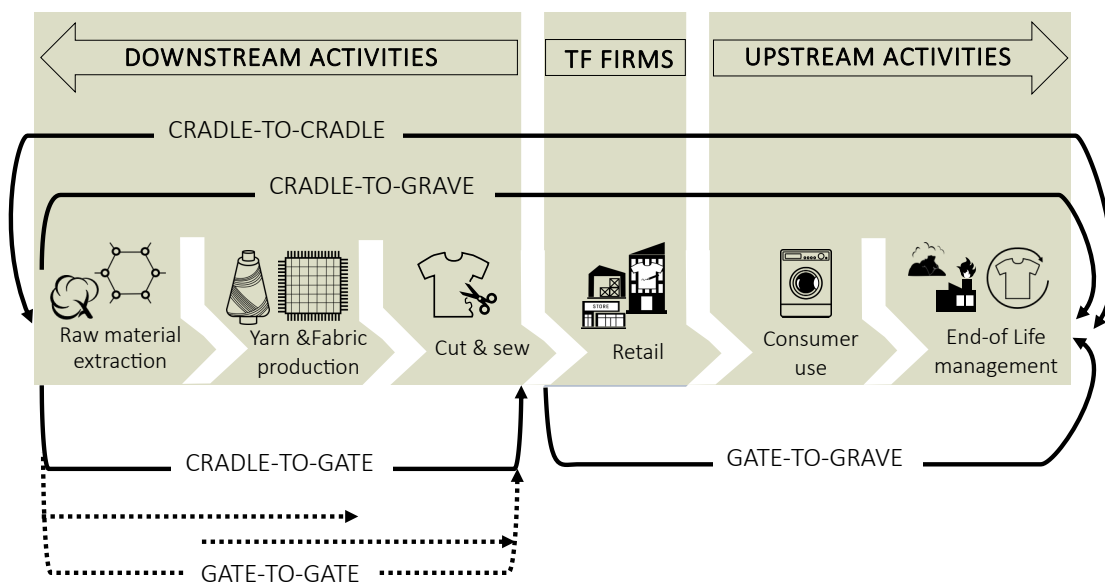 DOWNSTREAM ACTIVITIES
TF FIRMS
UPSTREAM ACTIVITIES
CRADLE-TO-CRADLE
CRADLE-TO-GRAVE
Raw material
extraction
Yarn &Fabric
production
Cut & sew
STORE
Retail
Consumer
use
End-of Life
management
CRADLE-TO-GATE
GATE-TO-GRAVE
GATE-TO-GATE